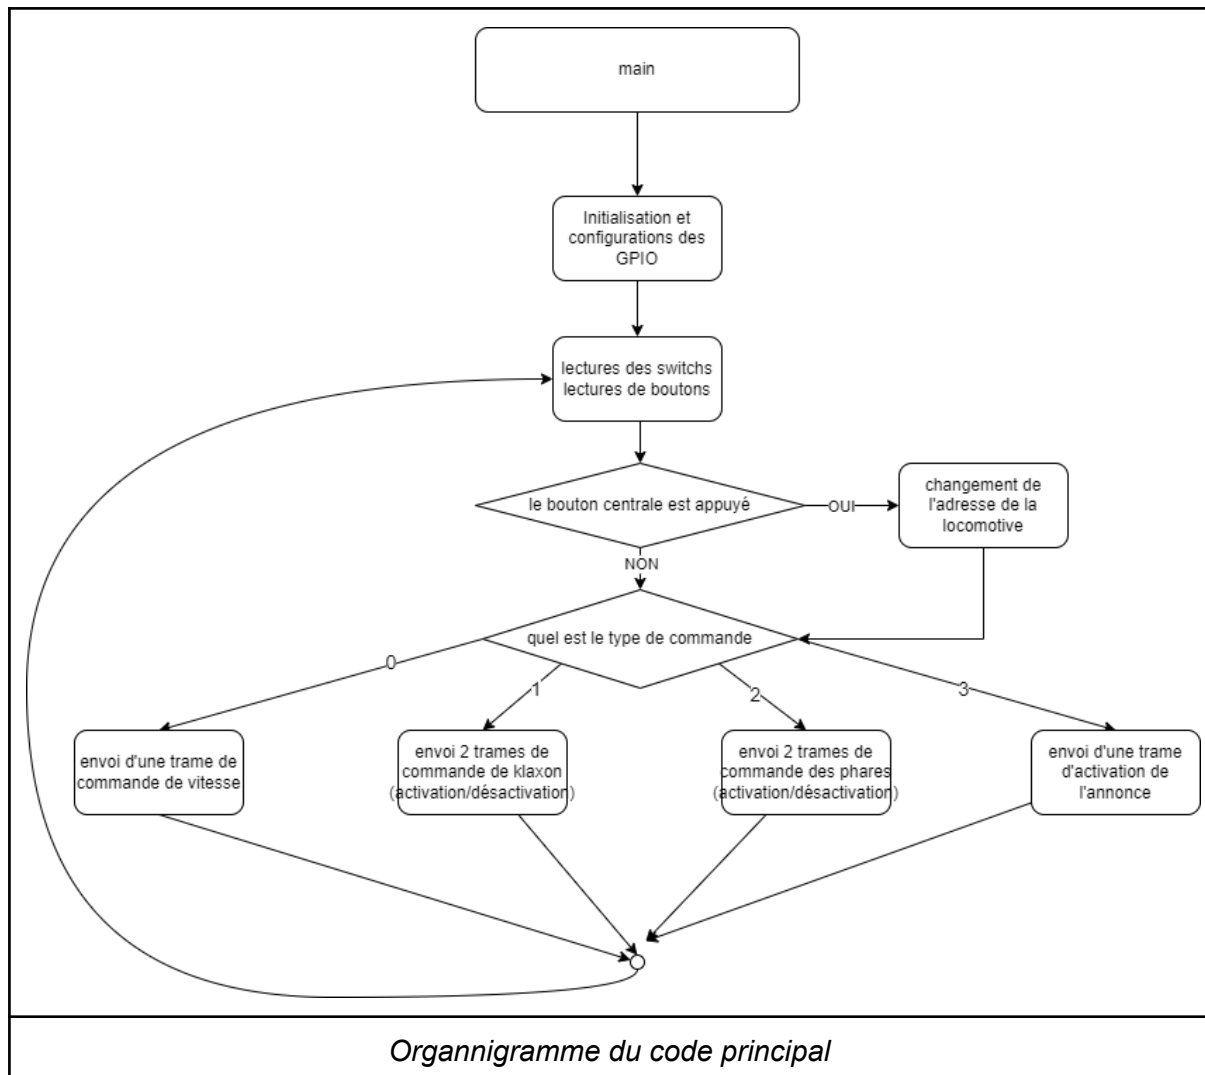 main
Initialisation et
configurations des
GPIO
lectures des switchs
lectures de boutons
le bouton centrale est appuyé
OUI
changement de
l'adresse de la
locomotive
NON
quel est le type de commande
0
1
2
3
envoi d'une trame de
commande de vitesse
envoi 2 trames de
commande de klaxon
(activation/désactivation)
envoi 2 trames de
commande des phares
(activation/désactivation)
envoi d'une trame
d'activation de
l'annonce
Organnigramme du code principal